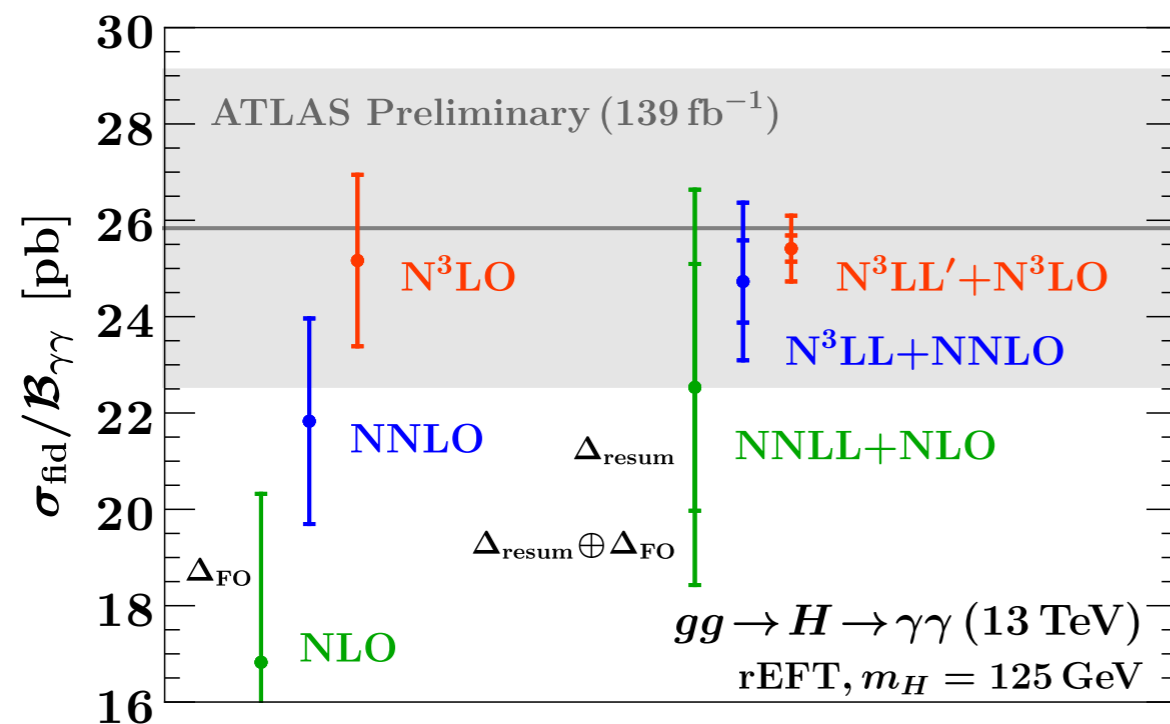 σ_fid/𝓑_γγ [pb]
30
28
26
24
22
20
18
16
ATLAS Preliminary (139 fb⁻¹)
N³LO
N³LL′+N³LO
N³LL+NNLO
NNLO
NNLL+NLO
Δ_resum
Δ_resum⊕Δ_FO
Δ_FO
NLO
gg→H→γγ (13 TeV)
rEFT, m_H = 125 GeV